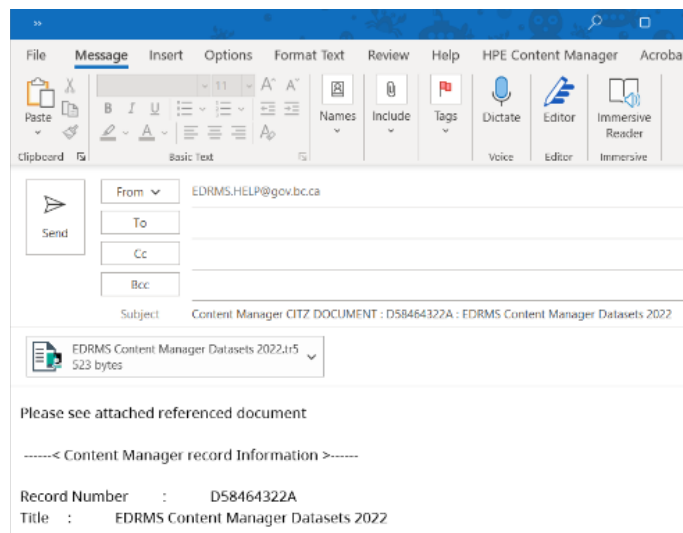 File Message Insert Options Format Text Review Help HPE Content Manager Acroba
11 A A
Paste B I U Names Include Tags Dictate Editor Immersive Reader
Clipboard Basic Text Voice Editor Immersive
From EDRMS.HELP@gov.bc.ca
Send
To
Cc
Bcc
Subject Content Manager CITZ DOCUMENT : D58464322A : EDRMS Content Manager Datasets 2022
EDRMS Content Manager Datasets 2022.tr5
523 bytes
Please see attached referenced document
------< Content Manager record Information >------
Record Number : D58464322A
Title : EDRMS Content Manager Datasets 2022